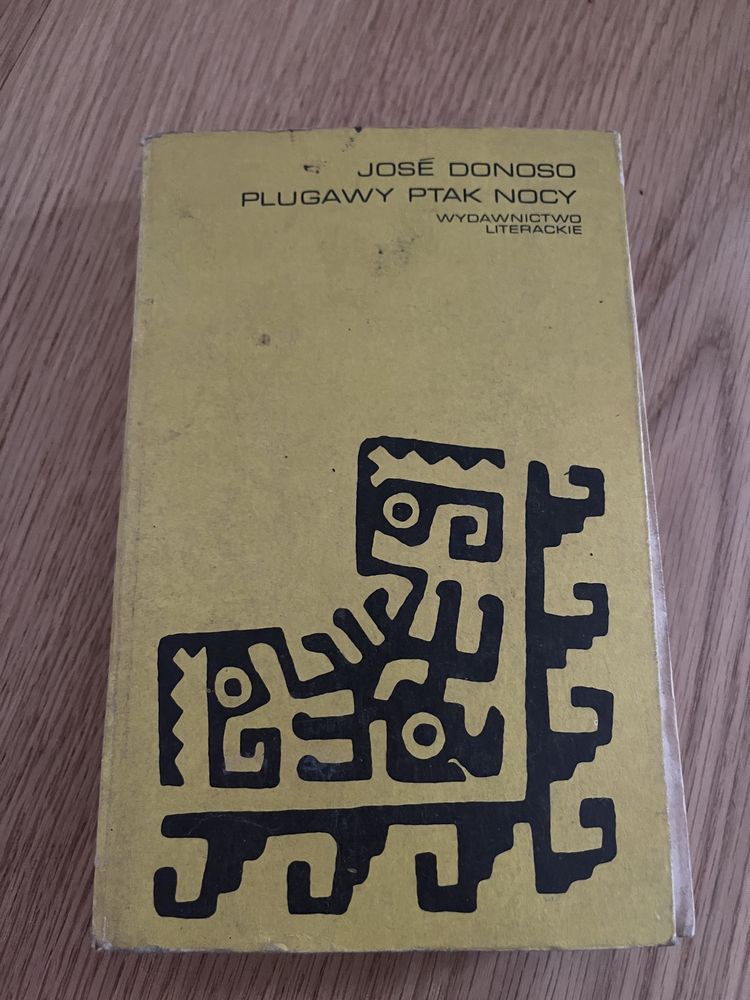 JOSÉ DONOSO
PLUGAWY PTAK NOCY
WYDAWNICTWO
LITERACKIE